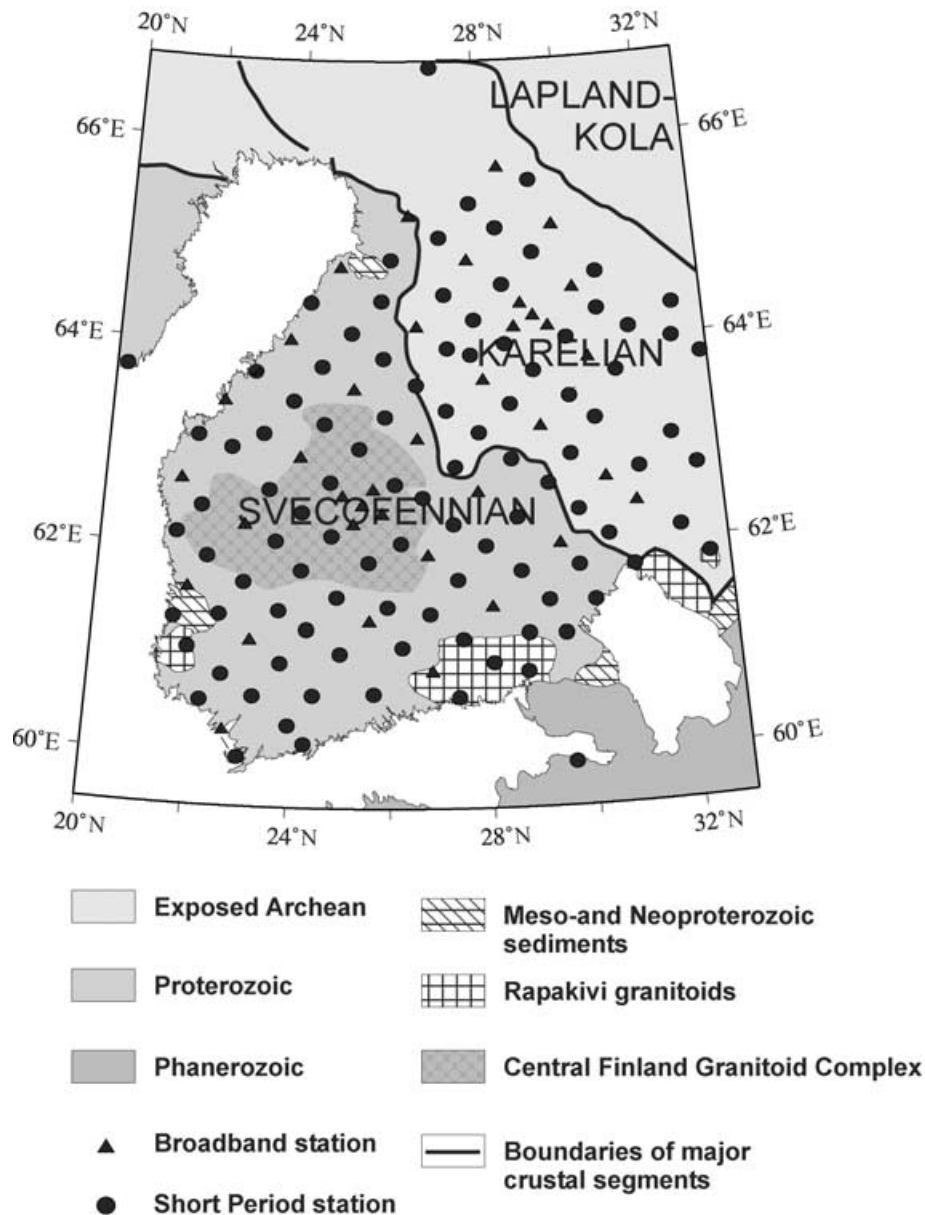 20°N 24°N 28°N 32°N
LAPLAND-
KOLA
66°E 66°E
64°E 64°E
KARELIAN
SVECOFENNIAN
62°E 62°E
60°E 60°E
20°N 24°N 28°N 32°N
Exposed Archean
Proterozoic
Phanerozoic
Broadband station
Short Period station
Meso-and Neoproterozoic
sediments
Rapakivi granitoids
Central Finland Granitoid Complex
Boundaries of major
crustal segments